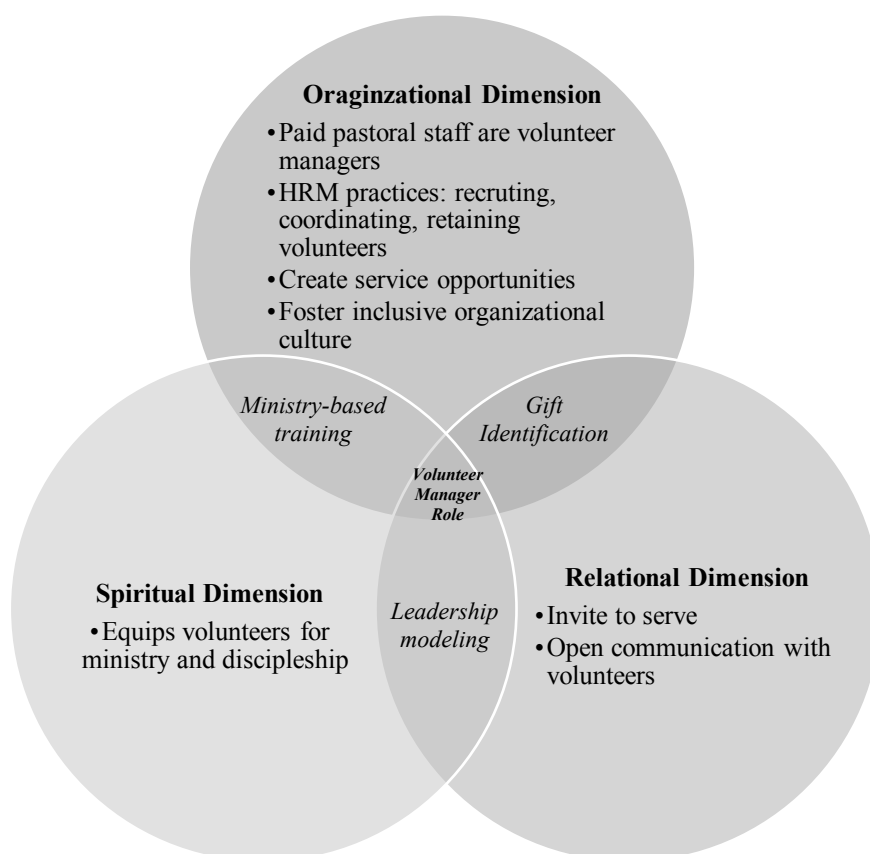 Oraginzational Dimension
•Paid pastoral staff are volunteer
managers
•HRM practices: recruting,
coordinating, retaining
volunteers
•Create service opportunities
•Foster inclusive organizational
culture
Ministry-based
training
Gift
Identification
Volunteer
Manager
Role
Spiritual Dimension
•Equips volunteers for
ministry and discipleship
Leadership
modeling
Relational Dimension
•Invite to serve
•Open communication with
volunteers